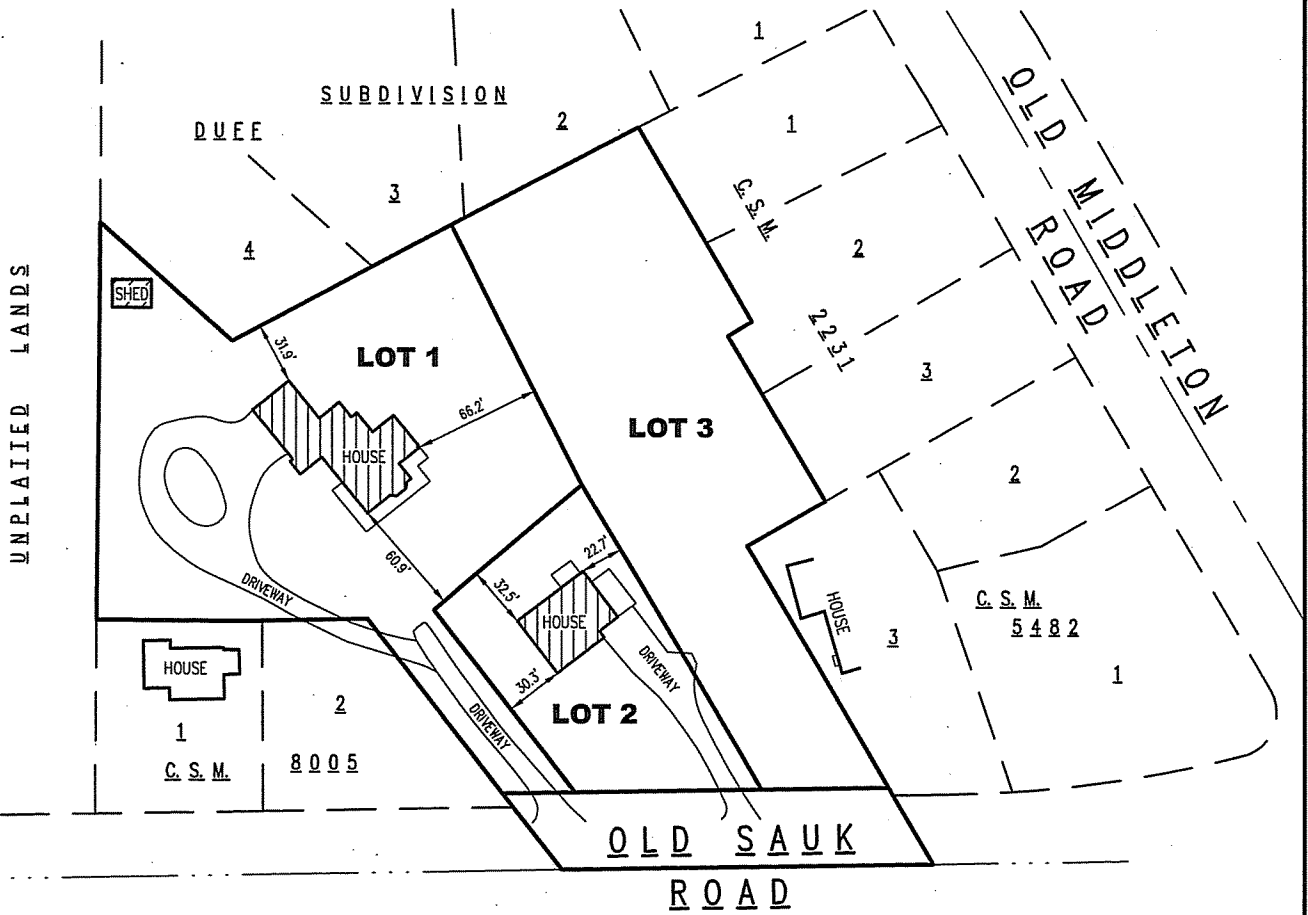 1
SUBDIVISION
DUFF
2
1
3
C. S. M.
OLD MIDDLETON
ROAD
4
2
UNPLATTED LANDS
SHED
2231
31.9'
LOT 1
3
66.2'
LOT 3
HOUSE
2
60.9'
22.7'
32.5'
DRIVEWAY
HOUSE
HOUSE
C. S. M.
5482
3
HOUSE
DRIVEWAY
30.3'
1
2
DRIVEWAY
LOT 2
1
C. S. M.
8005
OLD SAUK
ROAD